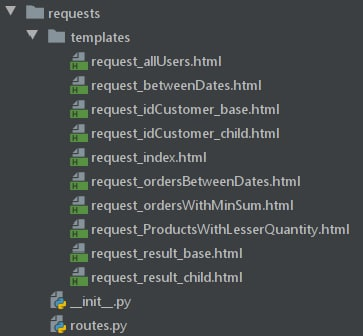 requests
templates
request_allUsers.html
request_betweenDates.html
request_idCustomer_base.html
request_idCustomer_child.html
request_index.html
request_ordersBetweenDates.html
request_ordersWithMinSum.html
request_ProductsWithLesserQuantity.html
request_result_base.html
request_result_child.html
__init__.py
routes.py